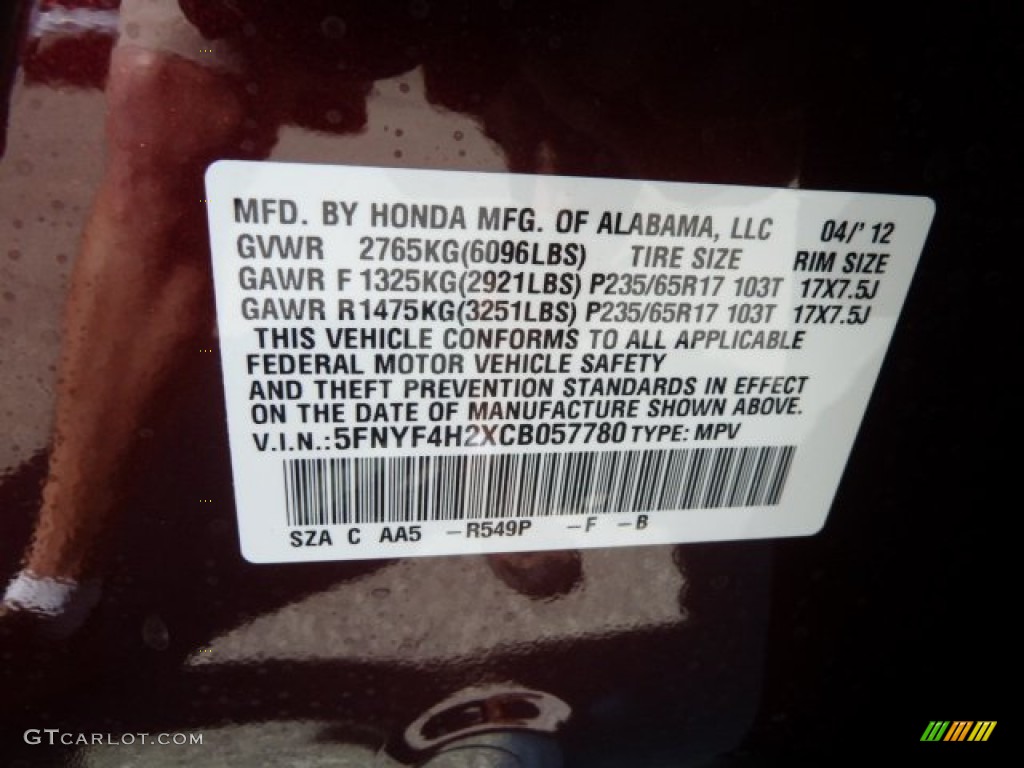 MFD. BY HONDA MFG. OF ALABAMA, LLC 04/'12
GVWR 2765KG(6096LBS) TIRE SIZE RIM SIZE
GAWR F 1325KG(2921LBS) P235/65R17 103T 17X7.5J
GAWR R1475KG(3251LBS) P235/65R17 103T 17X7.5J
THIS VEHICLE CONFORMS TO ALL APPLICABLE
FEDERAL MOTOR VEHICLE SAFETY
AND THEFT PREVENTION STANDARDS IN EFFECT
ON THE DATE OF MANUFACTURE SHOWN ABOVE.
V.I.N.:5FNYF4H2XCB057780 TYPE: MPV
SZA C AA5 –R549P –F –B
GTCARLOT.COM